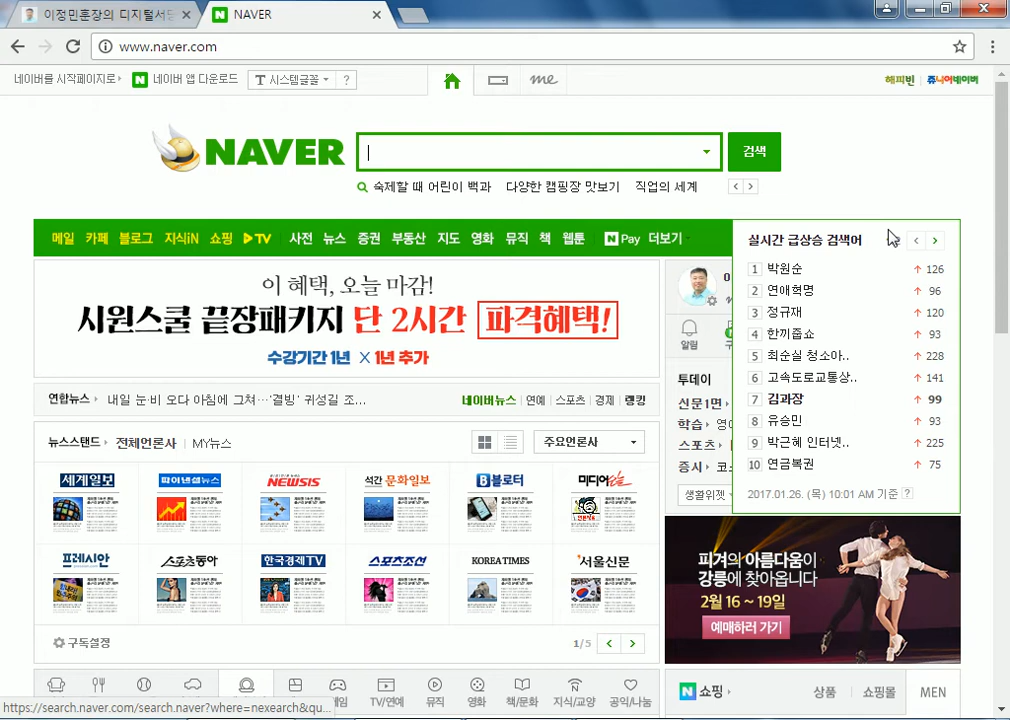 이정민훈장의 디지털서당
NAVER
www.naver.com
네이버를 시작페이지로
네이버 앱 다운로드
T 시스템글꼴
?
me
해피빈
쥬니어네이버
NAVER
검색
숙제할 때 어린이 백과 다양한 캠핑장 맛보기 직업의 세계
메일 카페 블로그 지식iN 쇼핑 TV 사전 뉴스 증권 부동산 지도 영화 뮤직 책 웹툰 N Pay 더보기
실시간 급상승 검색어
1 박원순 ↑ 126
2 연애혁명 ↑ 96
3 정규재 ↑ 120
4 한끼줍쇼 ↑ 93
5 최순실 청소아.. ↑ 228
6 고속도로교통상.. ↑ 141
7 김과장 ↑ 99
8 유승민 ↑ 93
9 박근혜 인터넷.. ↑ 225
10 연금복권 ↑ 75
2017.01.26. (목) 10:01 AM 기준 ?
이 혜택, 오늘 마감!
시원스쿨 끝장패키지 단 2시간 파격혜택!
수강기간 1년 X 1년 추가
알림
투데이
신문1면
학습
스포츠
증시
생활위젯
연합뉴스 내일 눈·비 오다 아침에 그쳐…'결빙' 귀성길 조...
네이버뉴스 연예 스포츠 경제 랭킹
뉴스스탠드 전체언론사 MY뉴스
주요언론사
세계일보 파이낸셜뉴스 NEWSIS 석간 문화일보 블로터 미디어오늘
프레시안 스포츠동아 한국경제TV 스포츠조선 KOREA TIMES 서울신문
구독설정
1/5
피겨의 아름다움이
강릉에 찾아옵니다
2월 16 ~ 19일
예매하러 가기
TV/연예 뮤직 영화 책/문화 지식/교양 공익/나눔
N 쇼핑 상품 쇼핑몰 MEN
https://search.naver.com/search.naver?where=nexearch&qu...